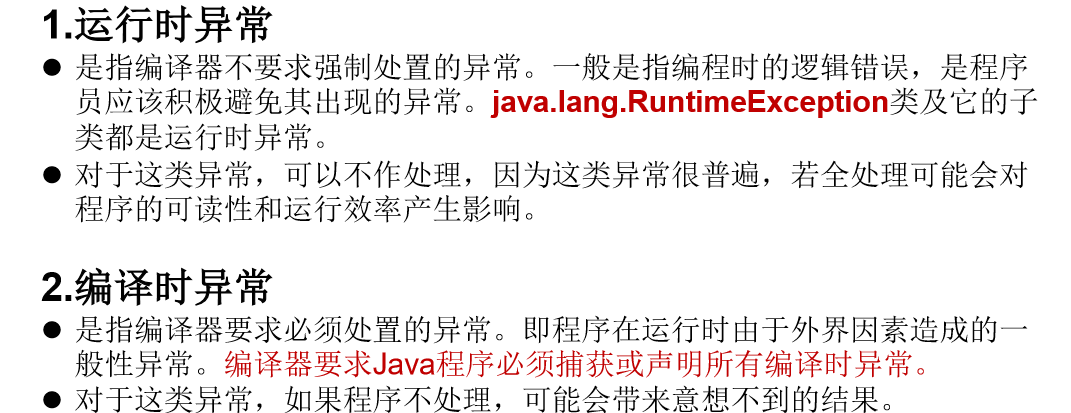 1.运行时异常
● 是指编译器不要求强制处置的异常。一般是指编程时的逻辑错误，是程序
员应该积极避免其出现的异常。java.lang.RuntimeException类及它的子
类都是运行时异常。
● 对于这类异常，可以不作处理，因为这类异常很普遍，若全处理可能会对
程序的可读性和运行效率产生影响。
2.编译时异常
● 是指编译器要求必须处置的异常。即程序在运行时由于外界因素造成的一
般性异常。编译器要求Java程序必须捕获或声明所有编译时异常。
● 对于这类异常，如果程序不处理，可能会带来意想不到的结果。